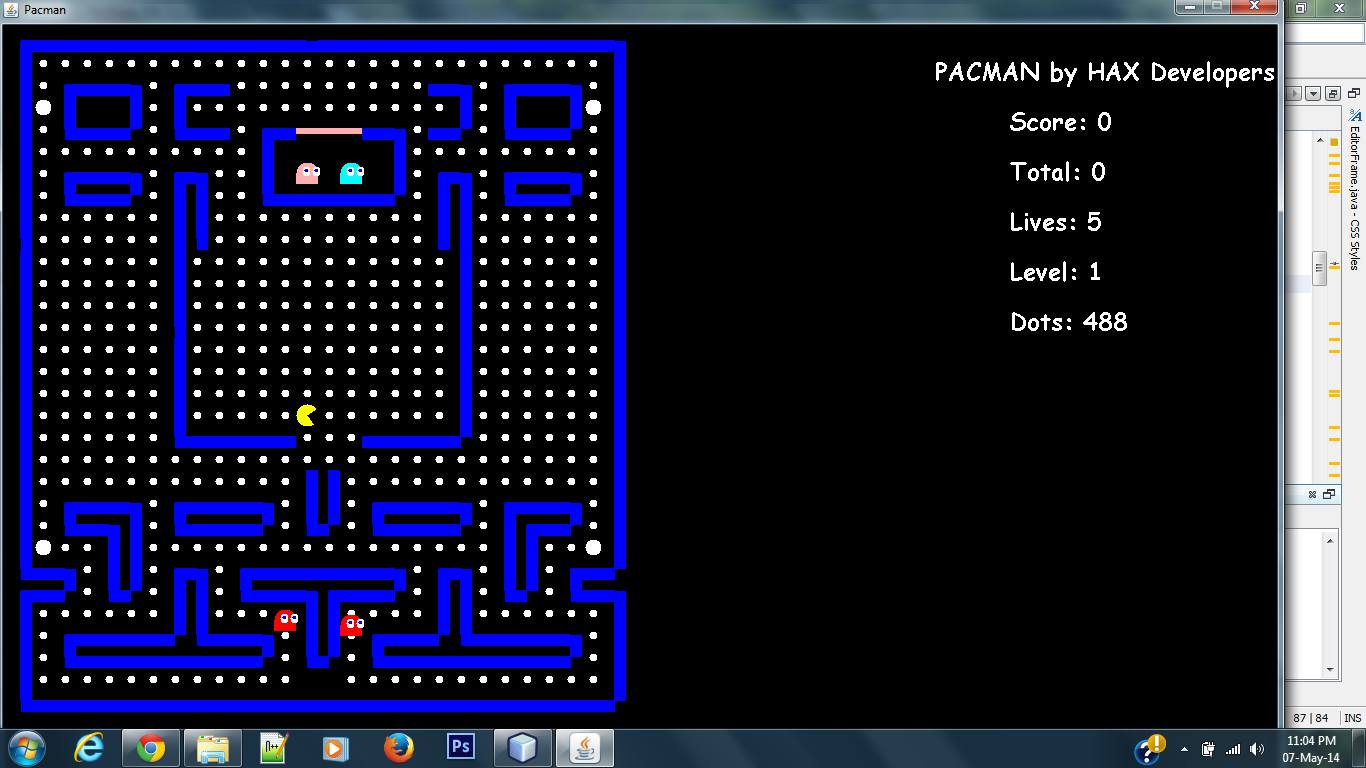 Pacman
PACMAN by HAX Developers
Score: 0
Total: 0
Lives: 5
Level: 1
Dots: 488
EditorFrame.java - CSS Styles
87 | 84 INS
n++
Ps
11:04 PM
07-May-14